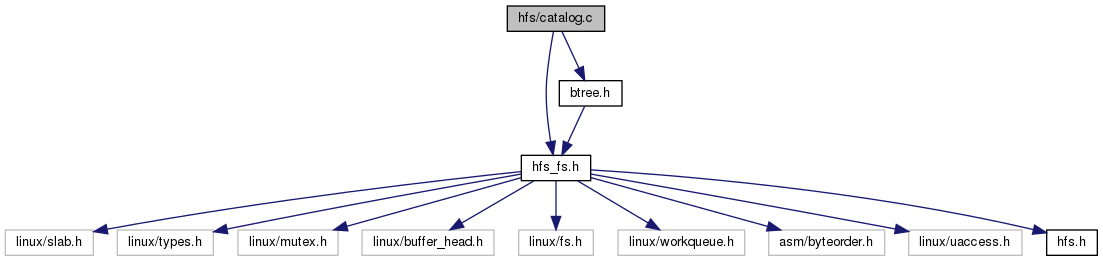 hfs/catalog.c
btree.h
hfs_fs.h
linux/slab.h
linux/types.h
linux/mutex.h
linux/buffer_head.h
linux/fs.h
linux/workqueue.h
asm/byteorder.h
linux/uaccess.h
hfs.h